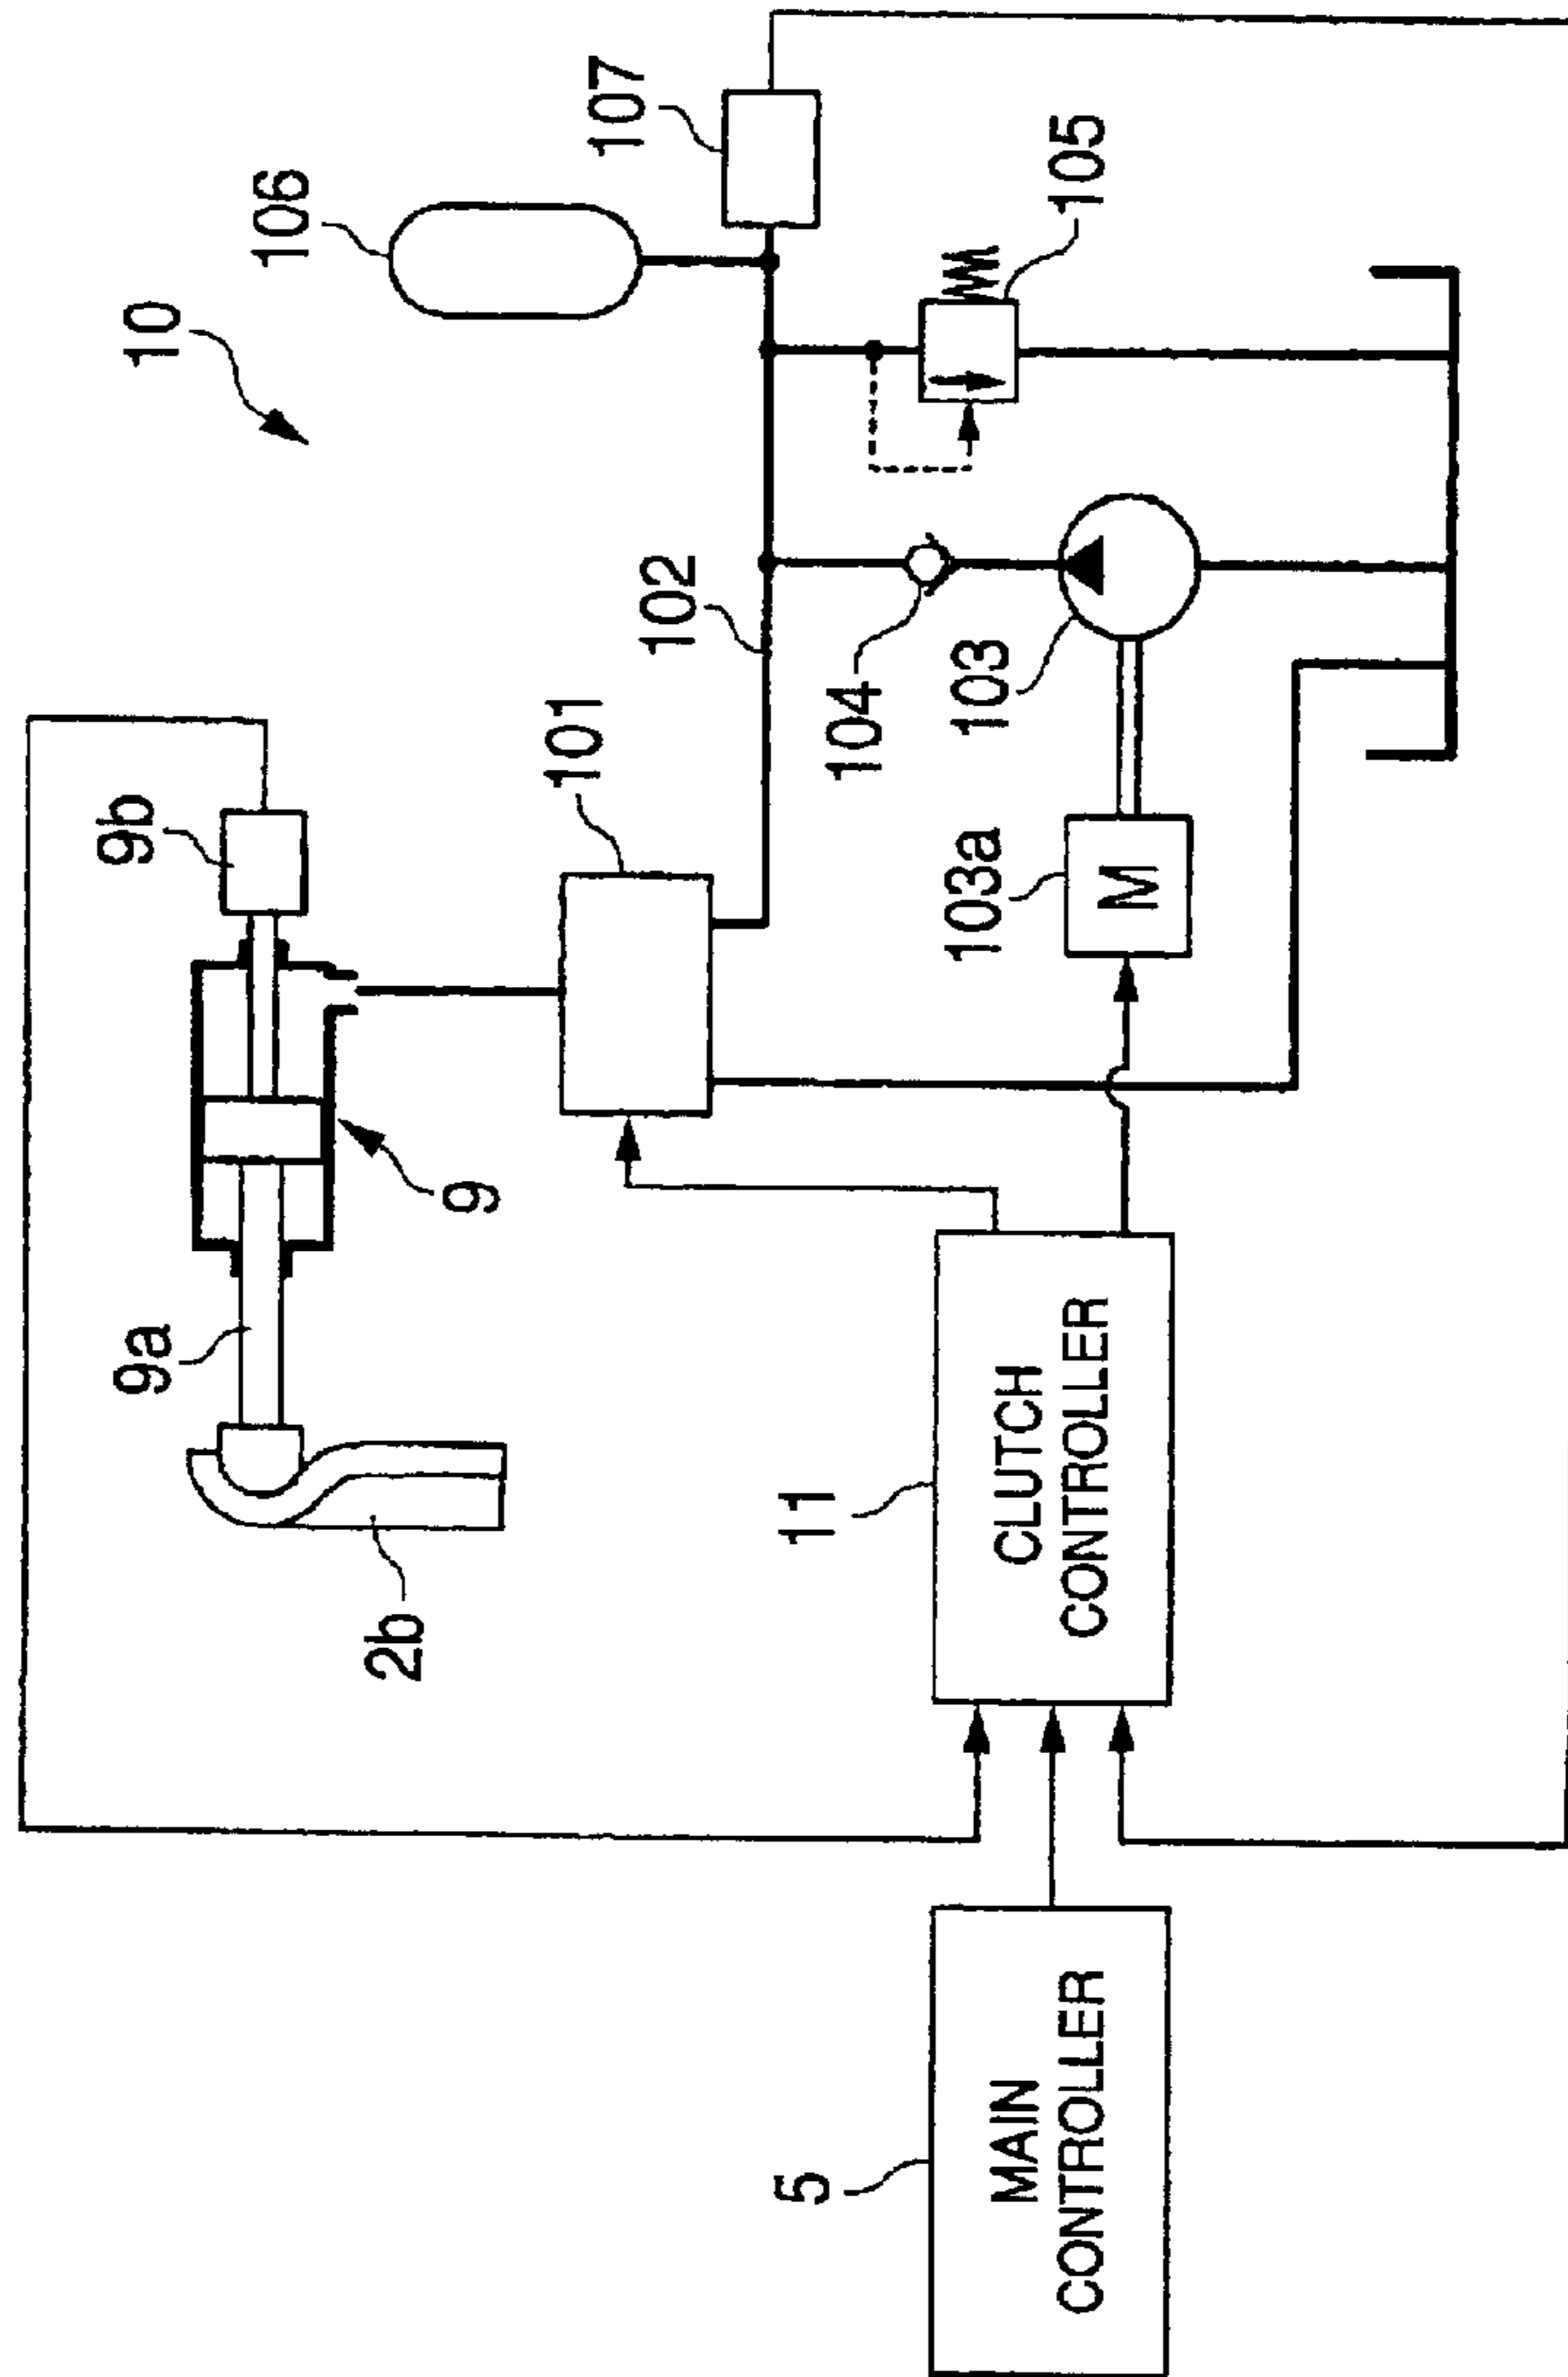 10
9b
9a
106
2b
9
101
107
102
5
11
104
103a
103
105
MAIN
CONTROLLER
CLUTCH
CONTROLLER
M